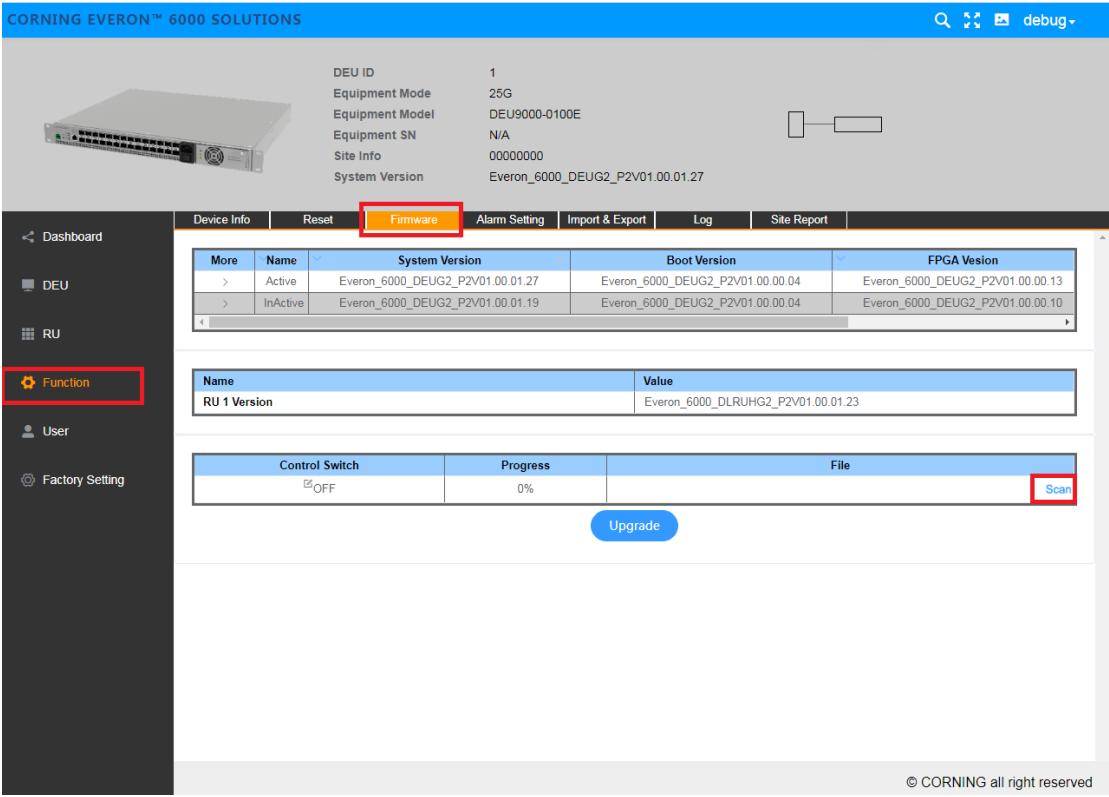 CORNING EVERON™ 6000 SOLUTIONS debug
DEU ID 1
Equipment Mode 25G
Equipment Model DEU9000-0100E
Equipment SN N/A
Site Info 00000000
System Version Everon_6000_DEUG2_P2V01.00.01.27
Device Info Reset Firmware Alarm Setting Import & Export Log Site Report
Dashboard
DEU
RU
Function
User
Factory Setting
More Name System Version Boot Version FPGA Vesion
> Active Everon_6000_DEUG2_P2V01.00.01.27 Everon_6000_DEUG2_P2V01.00.00.04 Everon_6000_DEUG2_P2V01.00.00.13
> InActive Everon_6000_DEUG2_P2V01.00.01.19 Everon_6000_DEUG2_P2V01.00.00.04 Everon_6000_DEUG2_P2V01.00.00.10
Name Value
RU 1 Version Everon_6000_DLRUHG2_P2V01.00.01.23
Control Switch Progress File
OFF 0% Scan
Upgrade
© CORNING all right reserved